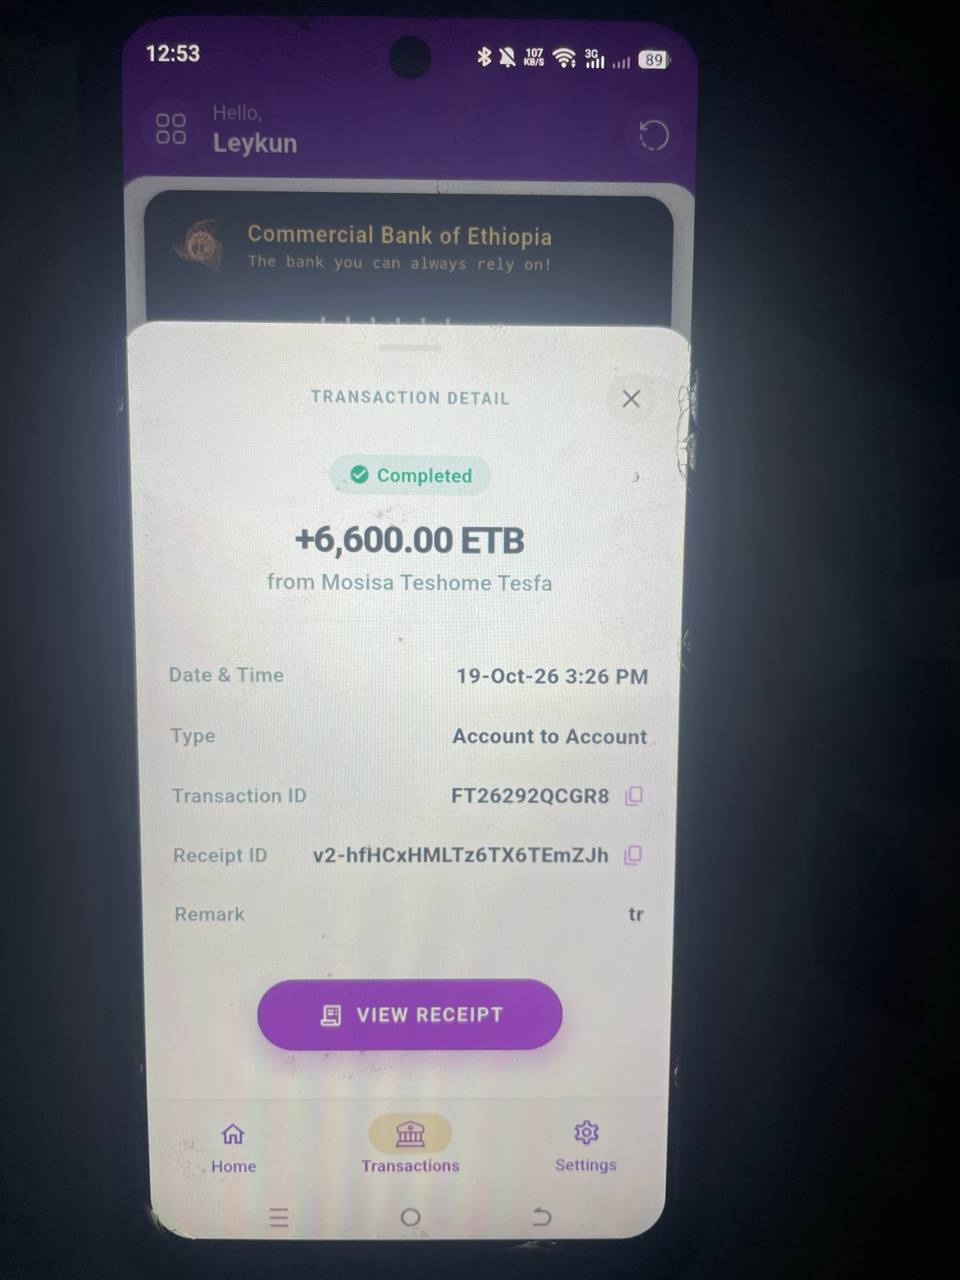 12:53
107 KB/S 3G 89
Hello,
Leykun
Commercial Bank of Ethiopia
The bank you can always rely on!
TRANSACTION DETAIL
Completed
+6,600.00 ETB
from Mosisa Teshome Tesfa
Date & Time 19-Oct-26 3:26 PM
Type Account to Account
Transaction ID FT26292QCGR8
Receipt ID v2-hfHCxHMLTz6TX6TEmZJh
Remark tr
VIEW RECEIPT
Home Transactions Settings